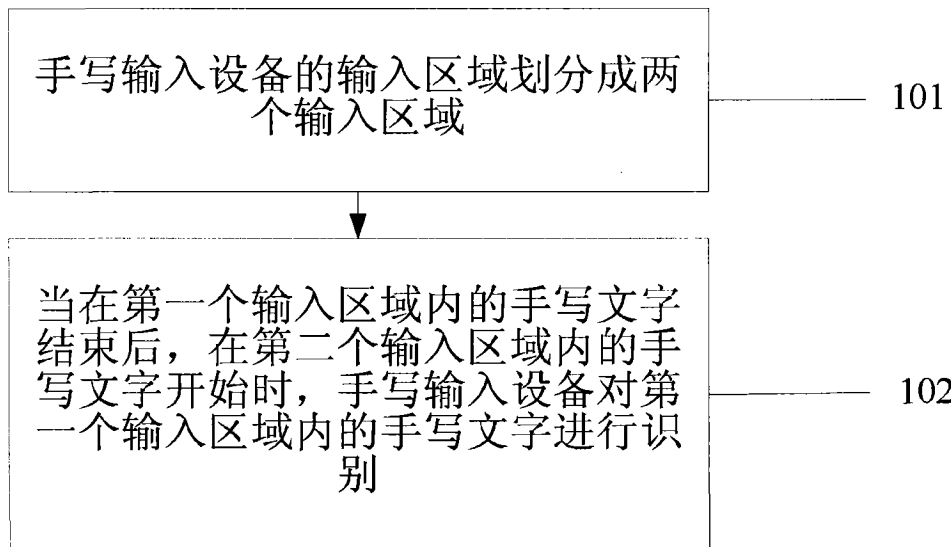 手写输入设备的输入区域划分成两
个输入区域
101
当在第一个输入区域内的手写文字
结束后，在第二个输入区域内的手
写文字开始时，手写输入设备对第
一个输入区域内的手写文字进行识
别
102